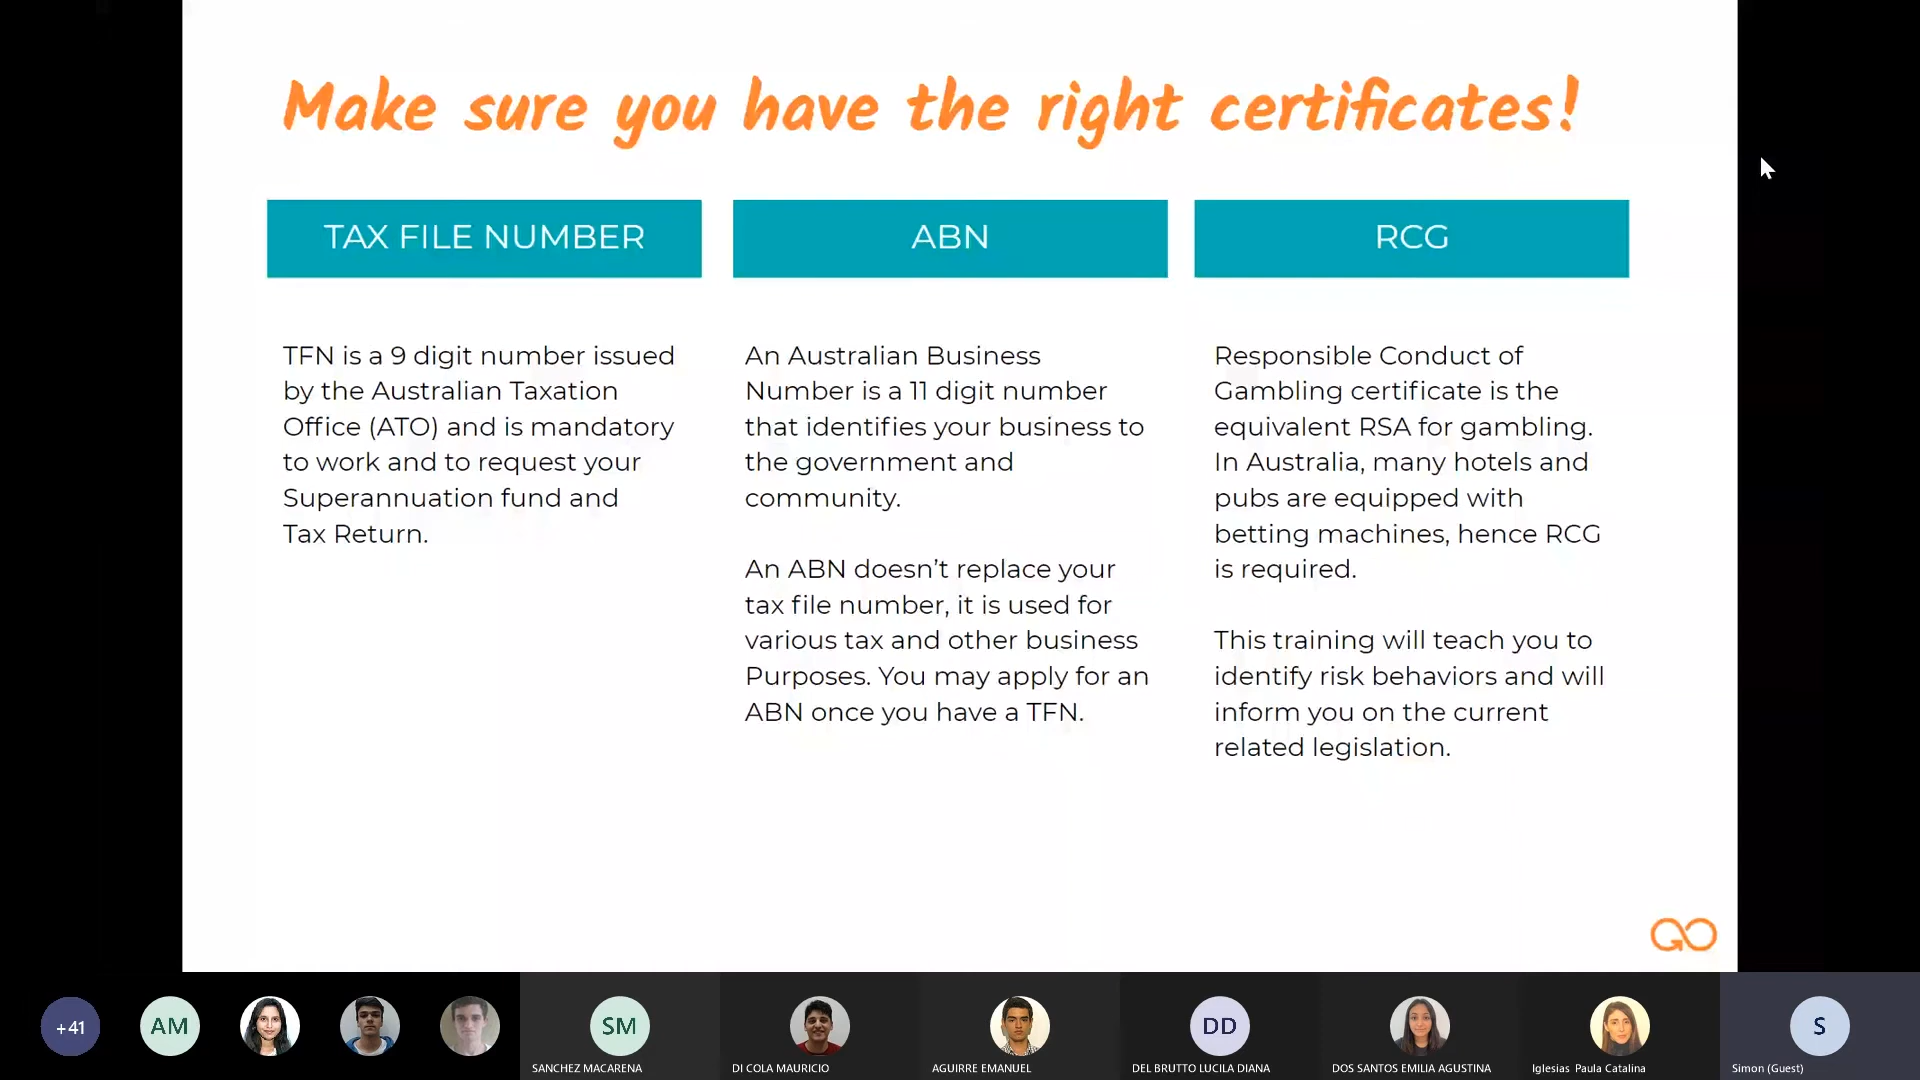 Make sure you have the right certificates!
TAX FILE NUMBER
TFN is a 9 digit number issued
by the Australian Taxation
Office (ATO) and is mandatory
to work and to request your
Superannuation fund and
Tax Return.
ABN
An Australian Business
Number is a 11 digit number
that identifies your business to
the government and
community.
An ABN doesn’t replace your
tax file number, it is used for
various tax and other business
Purposes. You may apply for an
ABN once you have a TFN.
RCG
Responsible Conduct of
Gambling certificate is the
equivalent RSA for gambling.
In Australia, many hotels and
pubs are equipped with
betting machines, hence RCG
is required.
This training will teach you to
identify risk behaviors and will
inform you on the current
related legislation.
+41
AM
SM
SANCHEZ MACARENA
DI COLA MAURICIO
AGUIRRE EMANUEL
DD
DEL BRUTTO LUCILA DIANA
DOS SANTOS EMILIA AGUSTINA
Iglesias Paula Catalina
S
Simon (Guest)